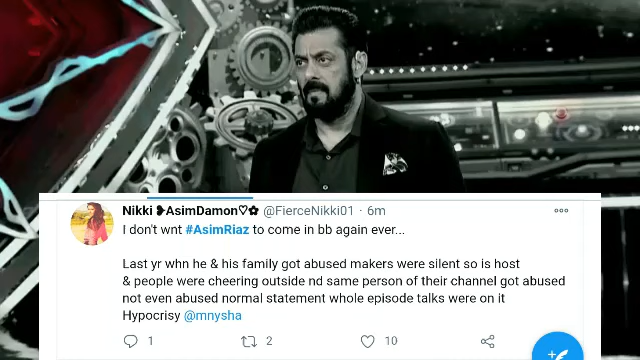 Nikki ❥AsimDamon♡✿ @FierceNikki01 · 6m
I don't wnt #AsimRiaz to come in bb again ever...
Last yr whn he & his family got abused makers were silent so is host
& people were cheering outside nd same person of their channel got abused
not even abused normal statement whole episode talks were on it
Hypocrisy @mnysha
1 2 10